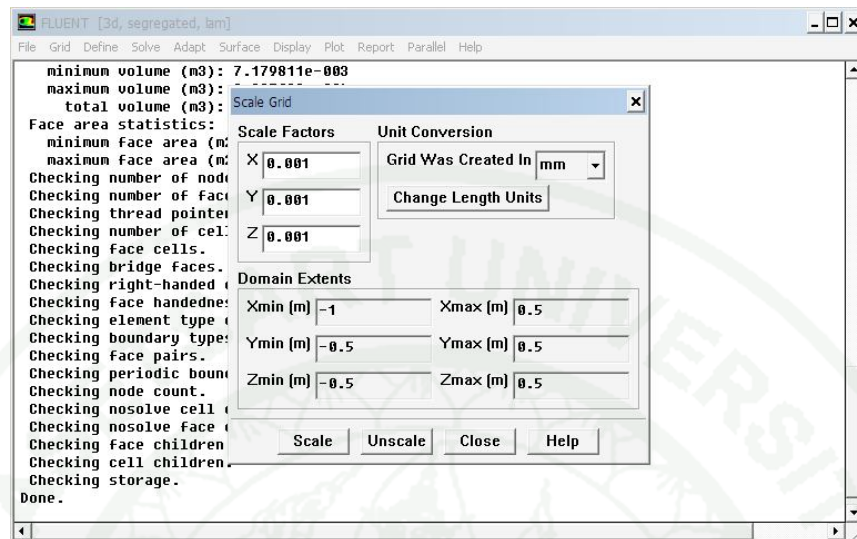 FLUENT [3d, segregated, lam]
File Grid Define Solve Adapt Surface Display Plot Report Parallel Help
minimum volume (m3): 7.179811e-003
maximum volume (m3):
total volume (m3):
Face area statistics:
minimum face area (m
maximum face area (m
Checking number of node
Checking number of face
Checking thread pointer
Checking number of cel
Checking face cells.
Checking bridge faces.
Checking right-handed
Checking face handednes
Checking element type
Checking boundary types
Checking face pairs.
Checking periodic boun
Checking node count.
Checking nosolve cell
Checking nosolve face
Checking face children
Checking cell children.
Checking storage.
Done.
Scale Grid
Scale Factors
X 0.001
Y 0.001
Z 0.001
Unit Conversion
Grid Was Created In mm
Change Length Units
Domain Extents
Xmin (m) -1 Xmax (m) 0.5
Ymin (m) -0.5 Ymax (m) 0.5
Zmin (m) -0.5 Zmax (m) 0.5
Scale Unscale Close Help